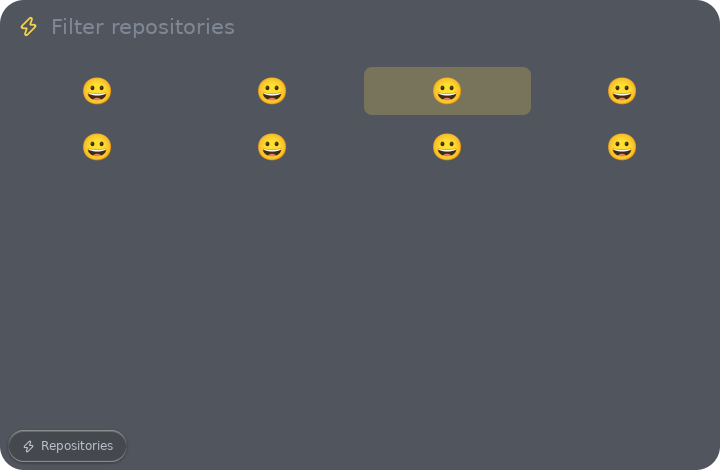 Filter repositories
😀 😀 😀 😀
😀 😀 😀 😀
Repositories